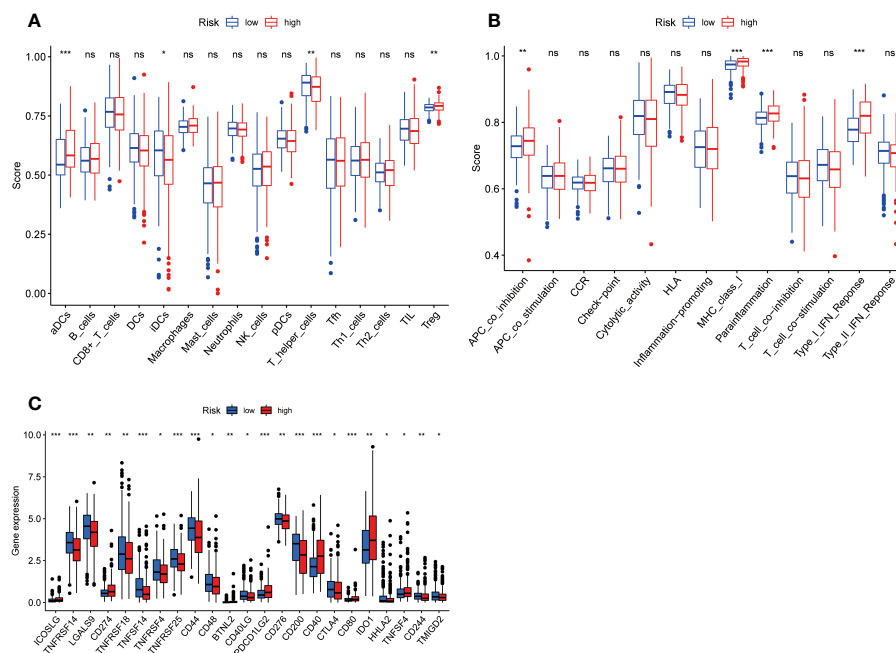 A
Risk low high
*** ns ns ns * ns ns ns ns ns ** ns ns ns ns **
1.00
0.75
0.50
0.25
0.00
Score
aDCs
B_cells
CD8+_T_cells
DCs
iDCs
Macrophages
Mast_cells
Neutrophils
NK_cells
pDCs
T_helper_cells
Tfh
Th1_cells
Th2_cells
TIL
Treg
B
Risk low high
** ns ns ns ns ns ns *** *** ns ns *** ns
1.0
0.8
0.6
0.4
Score
APC_co_inhibition
APC_co_stimulation
CCR
Check-point
Cytolytic_activity
HLA
Inflammation-promoting
MHC_class_I
Parainflammation
T_cell_co-inhibition
T_cell_co-stimulation
Type_I_IFN_Reponse
Type_II_IFN_Reponse
C
Risk low high
*** *** ** ** ** *** * *** *** * ** * *** ** *** *** * ** ** * * ** *
10.0
7.5
5.0
2.5
0.0
Gene expression
ICOSLG
TNFRSF14
LGALS9
CD274
TNFRSF18
TNFSF14
TNFRSF4
TNFRSF25
CD44
CD48
BTNL2
CD40LG
PDCD1LG2
CD276
CD200
CD40
CTLA4
CD80
IDO1
HHLA2
TNFSF4
CD244
TMIGD2